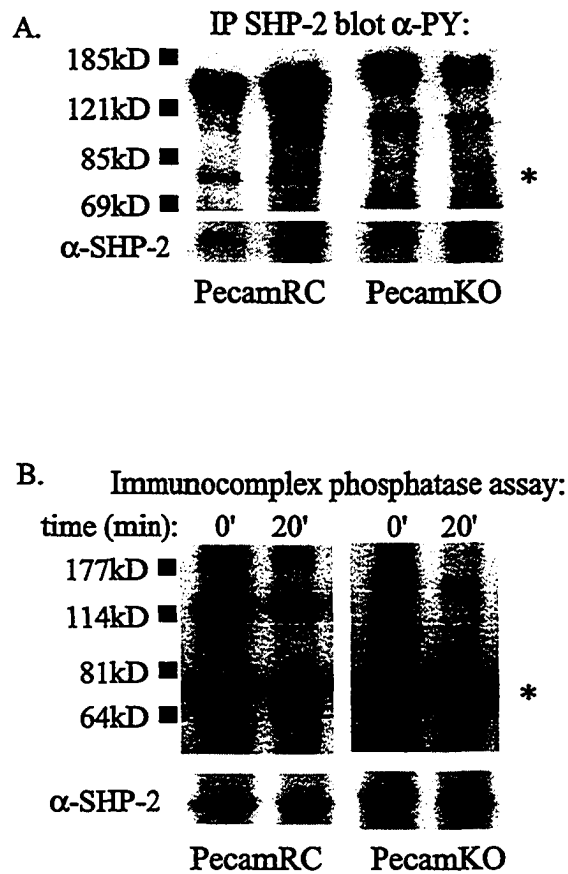 A.
IP SHP-2 blot α-PY:
185kD
121kD
85kD
*
69kD
α-SHP-2
PecamRC PecamKO
B.
Immunocomplex phosphatase assay:
time (min): 0' 20' 0' 20'
177kD
114kD
81kD
*
64kD
α-SHP-2
PecamRC PecamKO